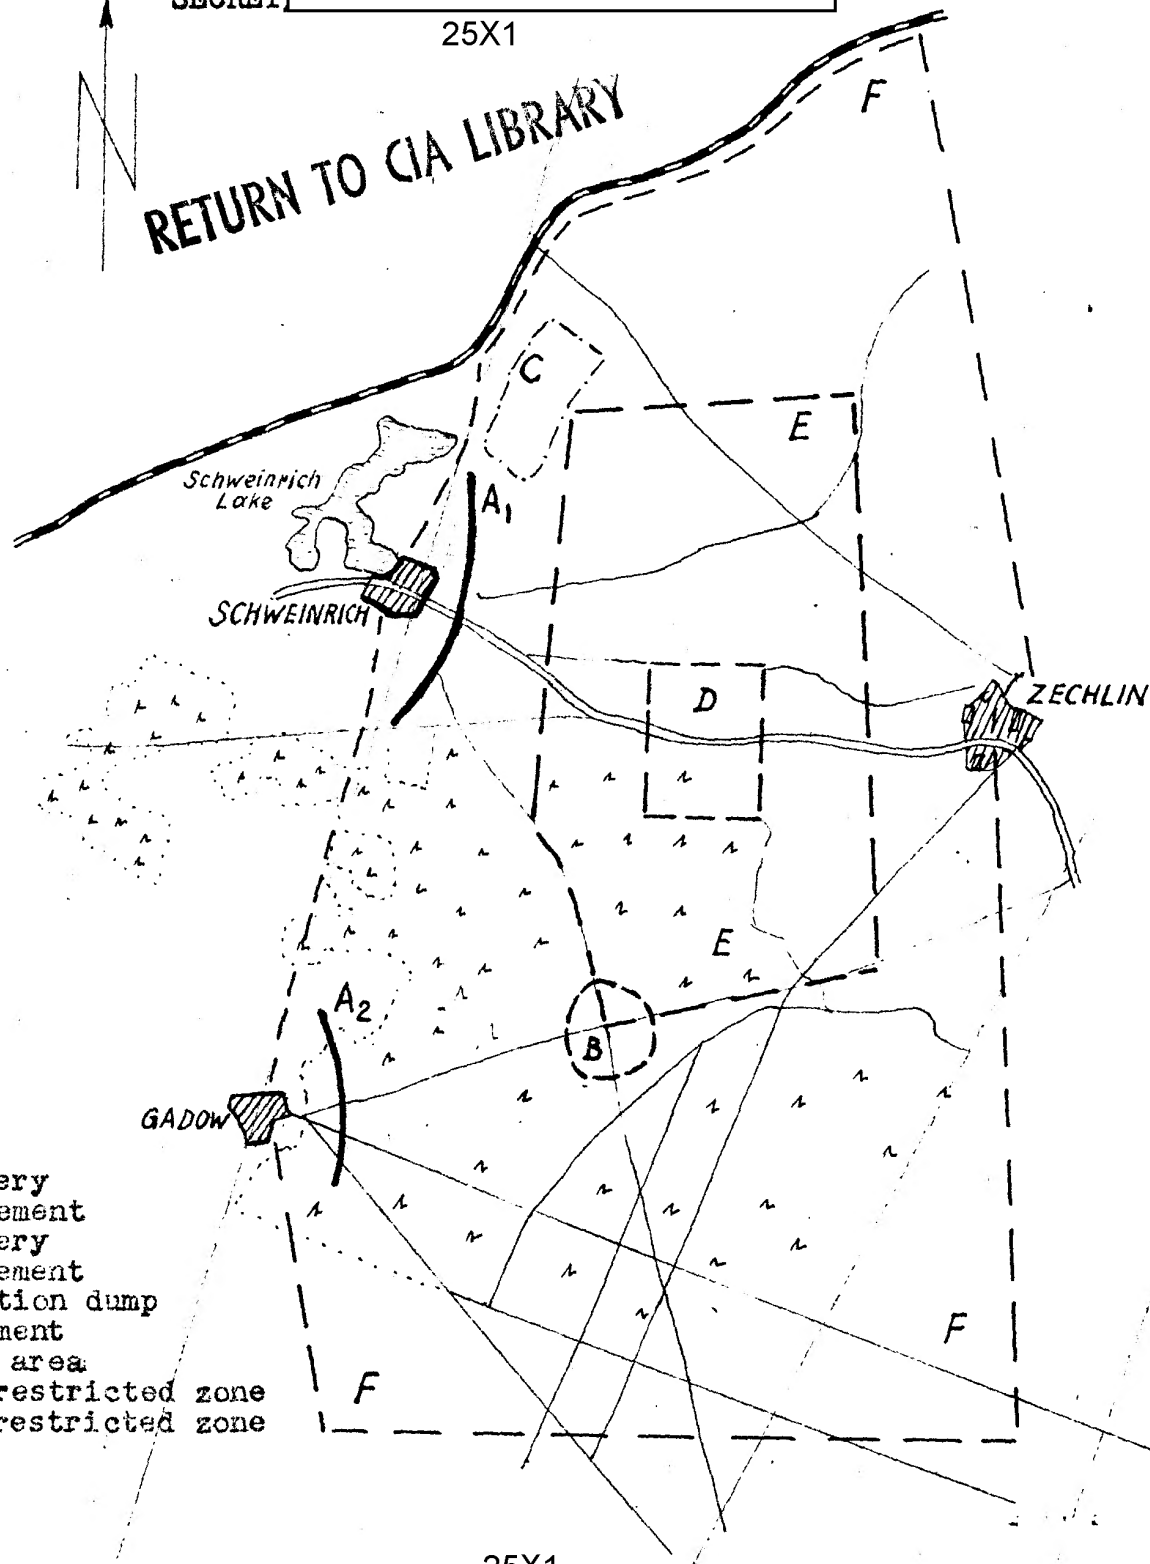 SECRET
25X1
N
RETURN TO CIA LIBRARY
F
C
E
Schweinrich
Lake
A1
SCHWEINRICH
D
ZECHLIN
E
A2
B
GADOW
ery
ement
ery
ement
tion dump
ment
area
restricted zone
restricted zone
F
F
25X1